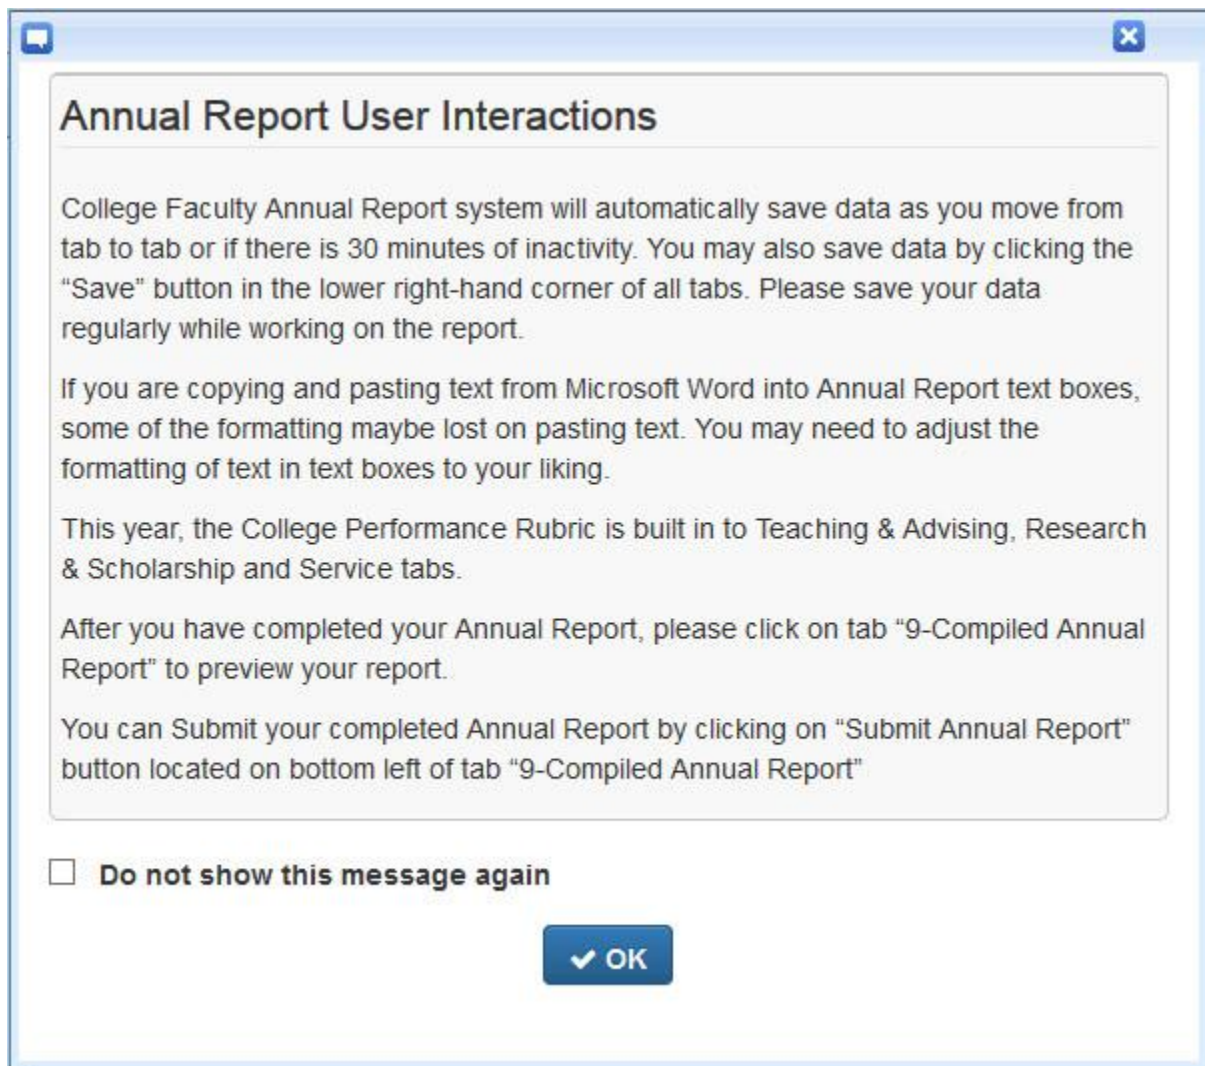 Annual Report User Interactions
College Faculty Annual Report system will automatically save data as you move from
tab to tab or if there is 30 minutes of inactivity. You may also save data by clicking the
“Save” button in the lower right-hand corner of all tabs. Please save your data
regularly while working on the report.
If you are copying and pasting text from Microsoft Word into Annual Report text boxes,
some of the formatting maybe lost on pasting text. You may need to adjust the
formatting of text in text boxes to your liking.
This year, the College Performance Rubric is built in to Teaching & Advising, Research
& Scholarship and Service tabs.
After you have completed your Annual Report, please click on tab “9-Compiled Annual
Report” to preview your report.
You can Submit your completed Annual Report by clicking on “Submit Annual Report”
button located on bottom left of tab “9-Compiled Annual Report”
Do not show this message again
OK